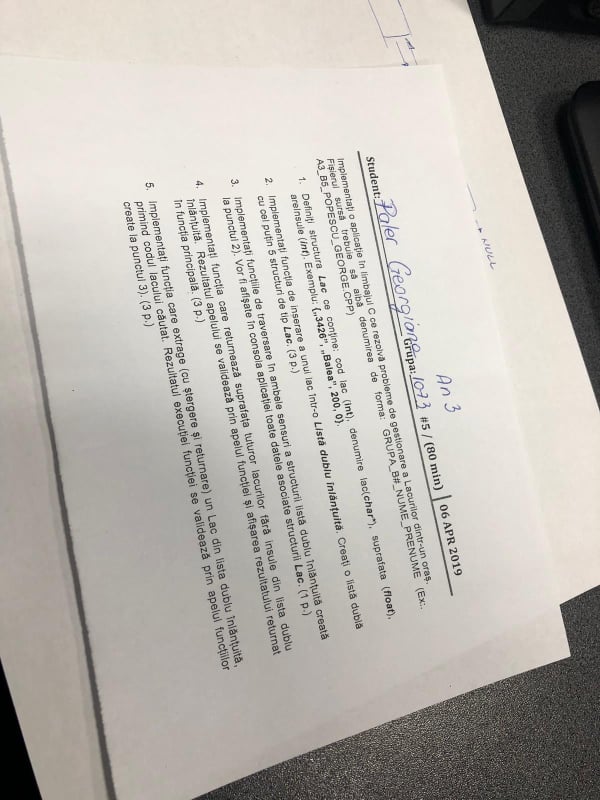 → NULL
An 3
Student: Paler Georgiana Grupa: 1073 #5 / (80 min) | 06 APR 2019
Implementați o aplicație în limbajul C ce rezolvă probleme de gestionare a Lacurilor dintr-un oraș.
Fișierul sursă trebuie să aibă denumirea de forma: GRUPA_B#_NUME_PRENUME (Ex:.
A3_B5_POPESCU_GEORGE.CPP)
1. Definiți structura Lac ce conține: cod lac (int), denumire lac(char*), suprafata (float),
areInsule (int). Exemplu: {„3426”, „Balea”, 200, 0}.
2. Implementați funcția de inserare a unui lac într-o Listă dublu înlănțuită. Creați o listă dublă
cu cel puțin 5 structuri de tip Lac. (3 p.)
3. Implementați funcțiile de traversare în ambele sensuri a structurii listă dublu înlănțuită creată
la punctul 2). Vor fi afișate în consola aplicației toate datele asociate structurii Lac. (1 p.)
4. Implementați funcția care returnează suprafața tuturor lacurilor fără insule din lista dublu
înlănțuită. Rezultatul apelului se validează prin apelul funcției și afișarea rezultatului returnat
în funcția principală. (3 p.)
5. Implementați funcția care extrage (cu ștergere și returnare) un Lac din lista dublu înlănțuită,
primind codul lacului căutat. Rezultatul execuției funcției se validează prin apelul funcțiilor
create la punctul 3). (3 p.)